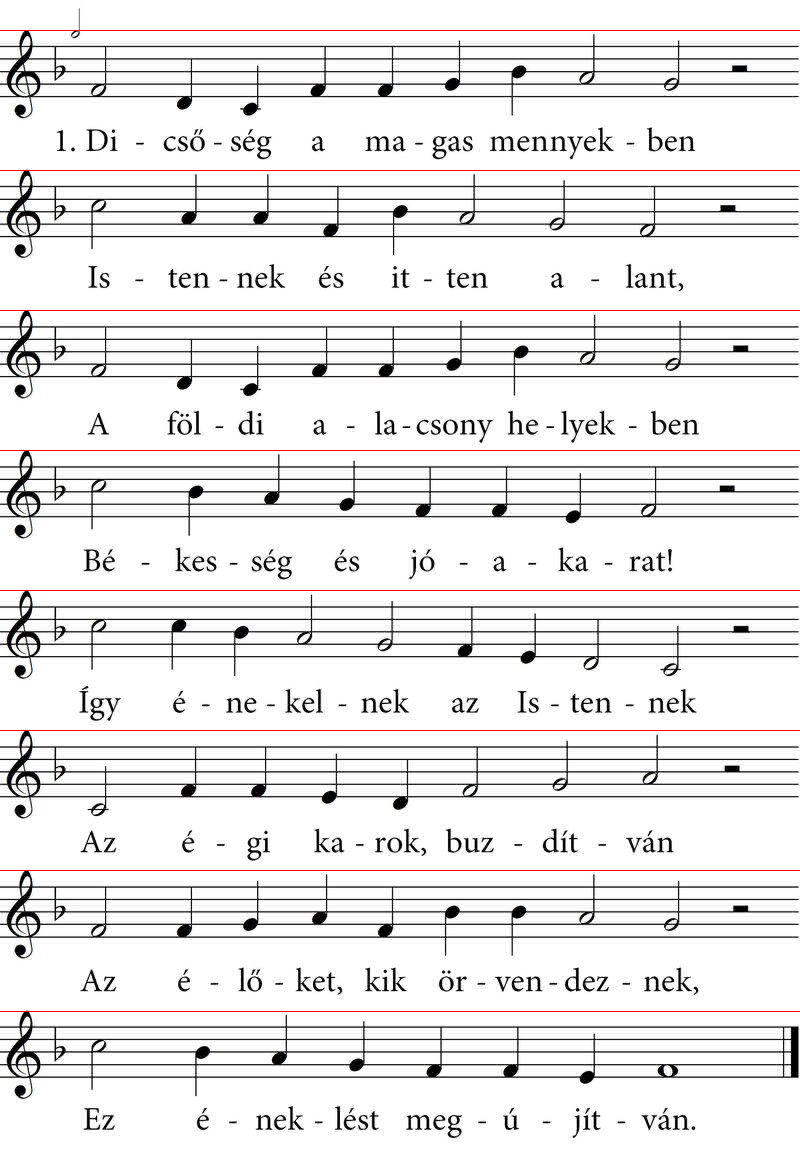 1. Di - cső - ség a ma - gas mennyek - ben
Is - ten - nek és it - ten a - lant,
A föl - di a - la - csony he - lyek - ben
Bé - kes - ség és jó - a - ka - rat!
Így é - ne - kel - nek az Is - ten - nek
Az é - gi ka - rok, buz - dít - ván
Az é - lő - ket, kik ör - ven - dez - nek,
Ez é - nek - lést meg - ú - jít - ván.